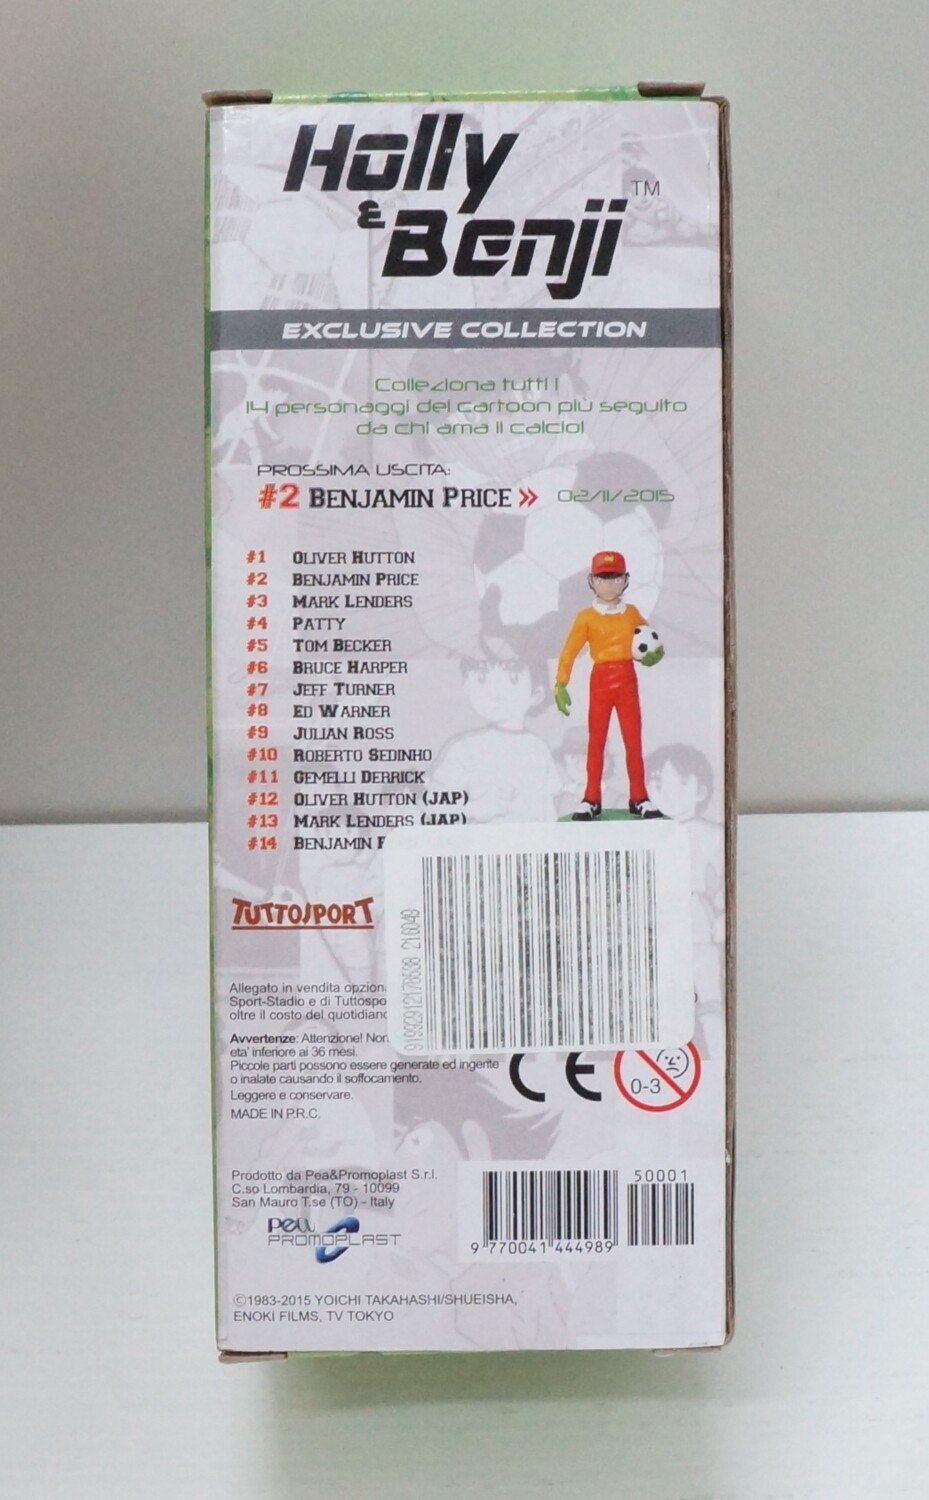 Holly
& Benji
TM
EXCLUSIVE COLLECTION
Colleziona tutti i
14 personaggi del cartoon più seguito
da chi ama il calcio!
PROSSIMA USCITA:
#2 BENJAMIN PRICE » 02/11/2015
#1 OLIVER HUTTON
#2 BENJAMIN PRICE
#3 MARK LENDERS
#4 PATTY
#5 TOM BECKER
#6 BRUCE HARPER
#7 JEFF TURNER
#8 ED WARNER
#9 JULIAN ROSS
#10 ROBERTO SEDINHO
#11 GEMELLI DERRICK
#12 OLIVER HUTTON (JAP)
#13 MARK LENDERS (JAP)
#14 BENJAMIN
TUTTOSPORT
Allegato in vendita opzion
Sport-Stadio e di Tuttospo
oltre il costo del quotidiano
Avvertenze: Attenzione! Non
eta' inferiore ai 36 mesi.
Piccole parti possono essere generate ed ingerite
o inalate causando il soffocamento.
Leggere e conservare.
MADE IN P.R.C.
CE
0-3
Prodotto da Pea&Promoplast S.r.l.
C.so Lombardia, 79 - 10099
San Mauro T.se (TO) - Italy
pea
PROMOPLAST
50001
9 770041 444989
©1983-2015 YOICHI TAKAHASHI/SHUEISHA,
ENOKI FILMS, TV TOKYO